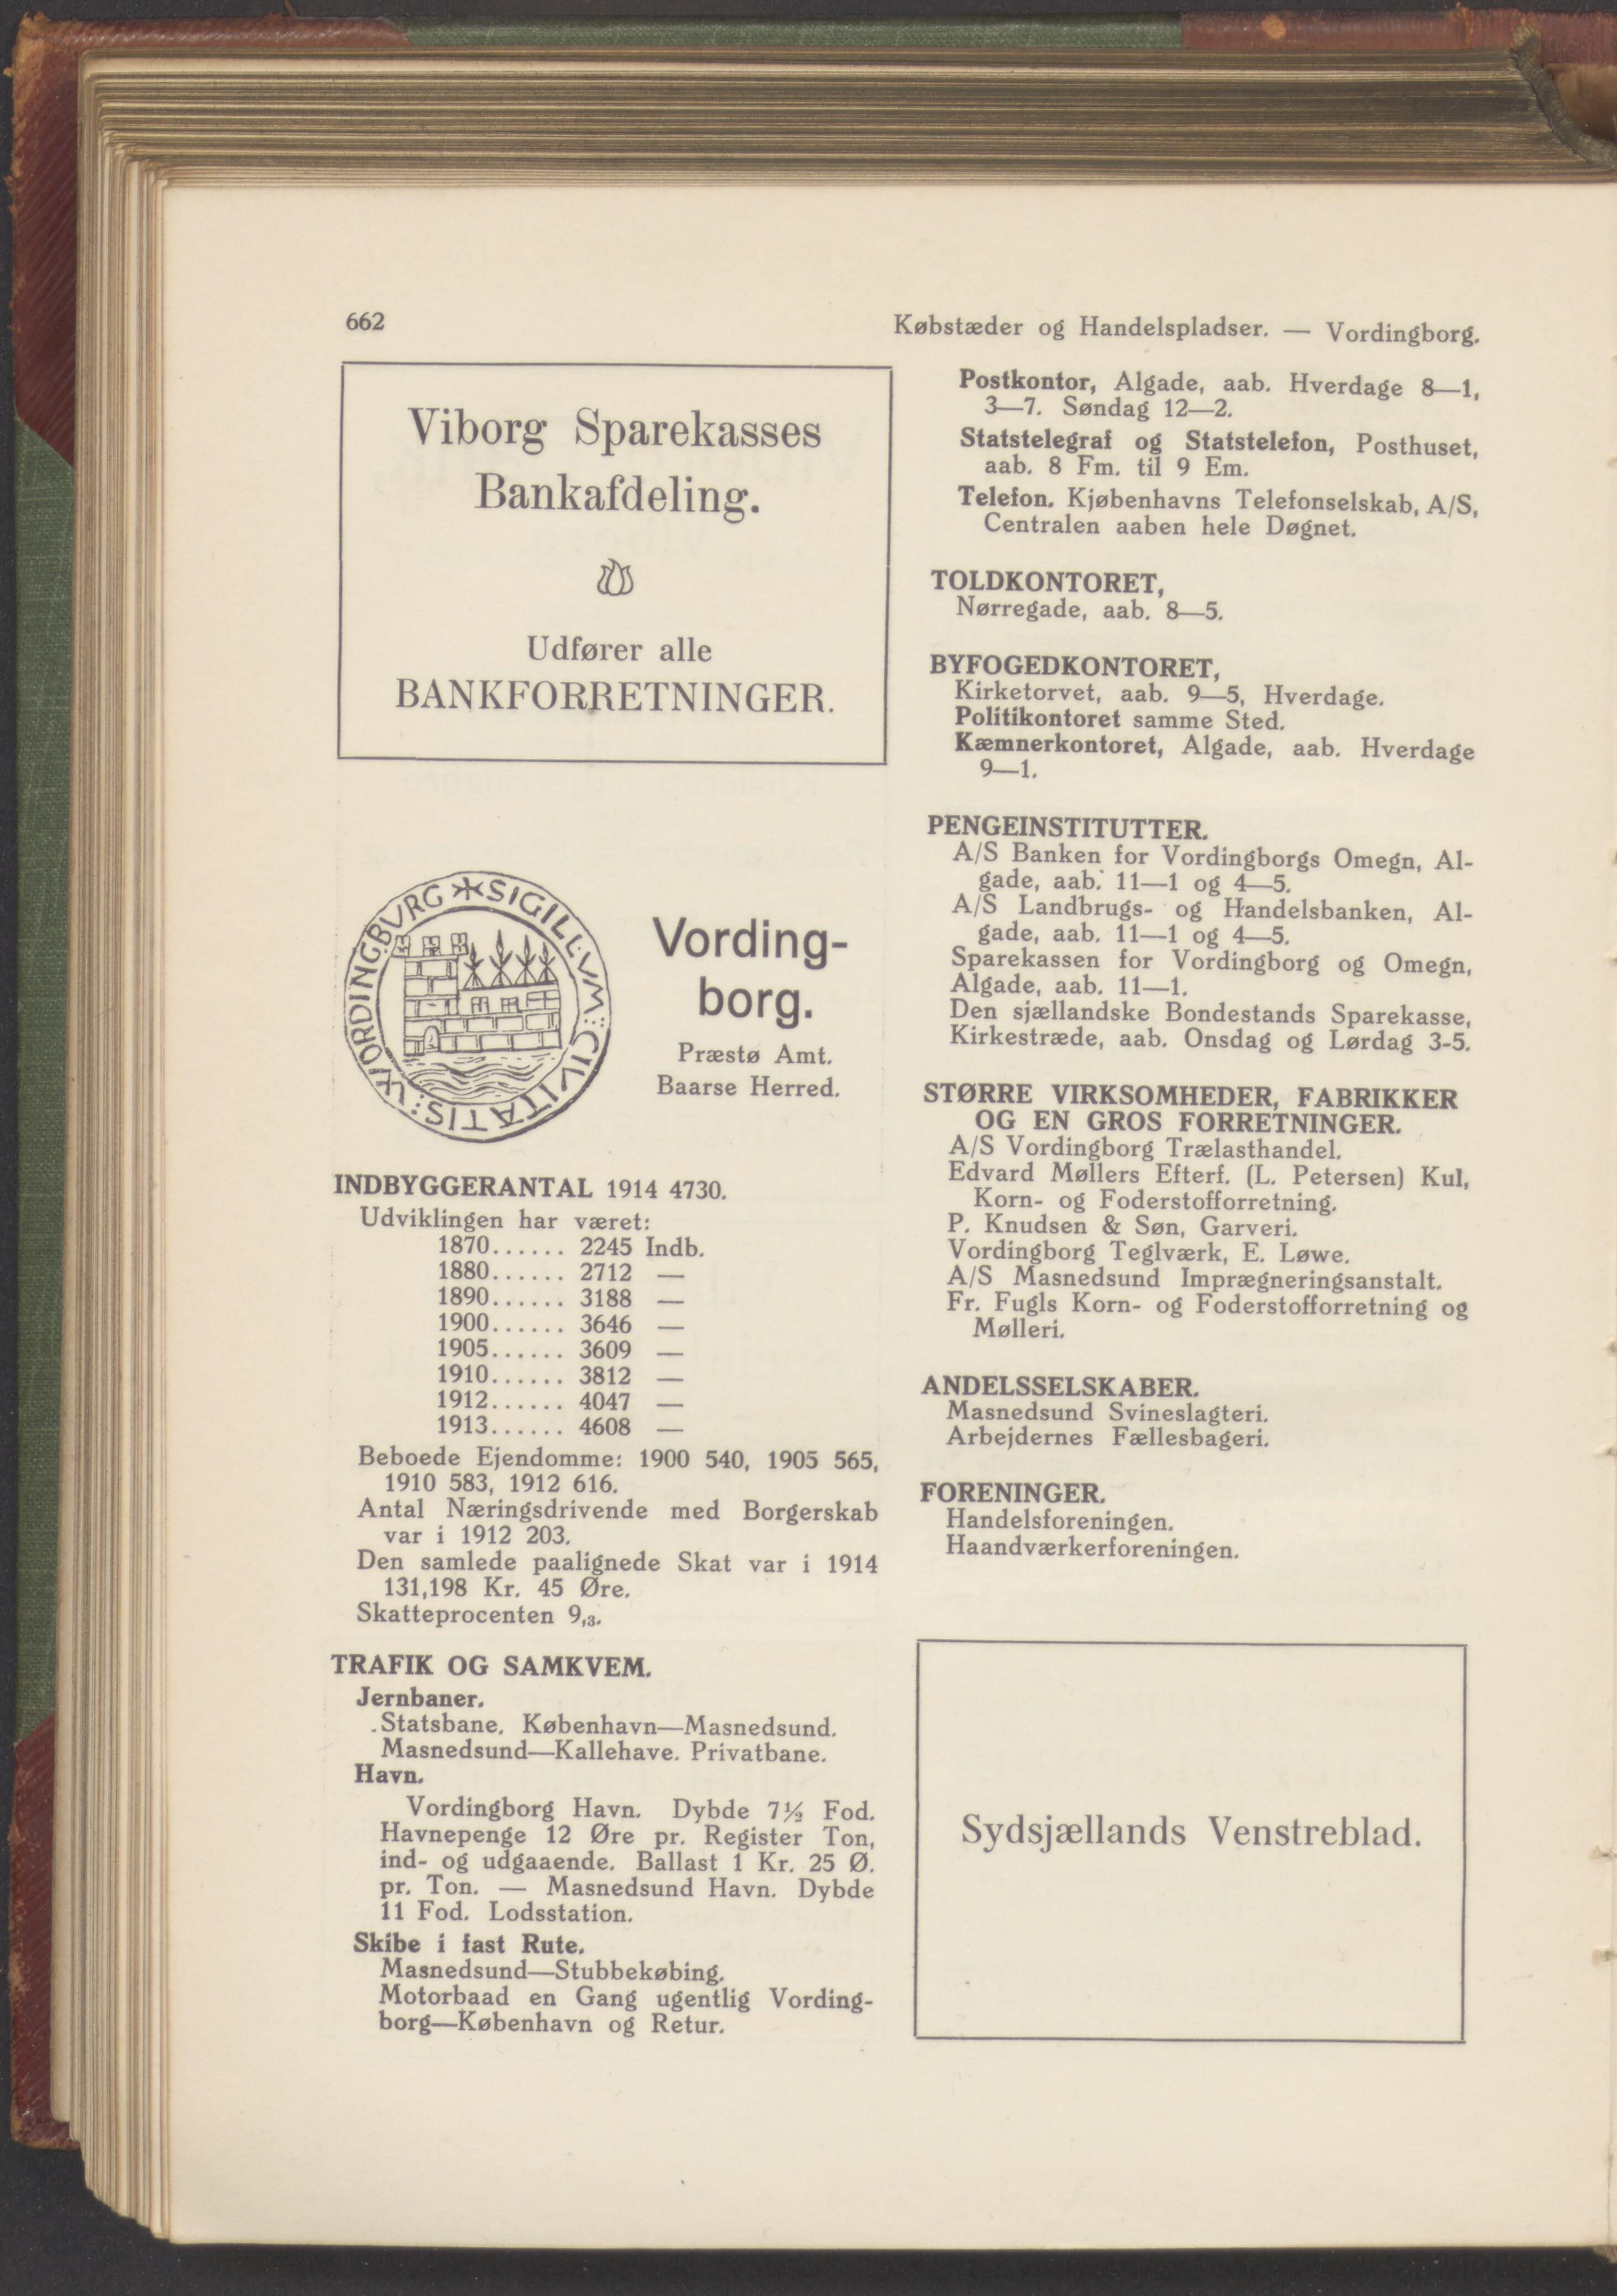 662
Købstæder og Handelspladser. — Vordingborg.
Viborg Sparekasses
Bankafdeling.
Udfører alle
BANKFORRETNINGER.
WORDINGBVRG SIGILLVM: CIVITATIS:
Vording-
borg.
Præstø Amt.
Baarse Herred.
INDBYGGERANTAL 1914 4730.
Udviklingen har været:
1870...... 2245 Indb.
1880...... 2712 —
1890...... 3188 —
1900...... 3646 —
1905...... 3609 —
1910...... 3812 —
1912...... 4047 —
1913...... 4608 —
Beboede Ejendomme: 1900 540, 1905 565,
1910 583, 1912 616.
Antal Næringsdrivende med Borgerskab
var i 1912 203.
Den samlede paalignede Skat var i 1914
131,198 Kr. 45 Øre.
Skatteprocenten 9,3.
TRAFIK OG SAMKVEM.
Jernbaner.
Statsbane. København—Masnedsund.
Masnedsund—Kallehave. Privatbane.
Havn.
Vordingborg Havn. Dybde 7½ Fod.
Havnepenge 12 Øre pr. Register Ton,
ind- og udgaaende. Ballast 1 Kr. 25 Ø.
pr. Ton. — Masnedsund Havn. Dybde
11 Fod. Lodsstation.
Skibe i fast Rute.
Masnedsund—Stubbekøbing.
Motorbaad en Gang ugentlig Vording-
borg—København og Retur.
Postkontor, Algade, aab. Hverdage 8—1,
3—7. Søndag 12—2.
Statstelegraf og Statstelefon, Posthuset,
aab. 8 Fm. til 9 Em.
Telefon. Kjøbenhavns Telefonselskab, A/S,
Centralen aaben hele Døgnet.
TOLDKONTORET,
Nørregade, aab. 8—5.
BYFOGEDKONTORET,
Kirketorvet, aab. 9—5, Hverdage.
Politikontoret samme Sted.
Kæmnerkontoret, Algade, aab. Hverdage
9—1.
PENGEINSTITUTTER.
A/S Banken for Vordingborgs Omegn, Al-
gade, aab. 11—1 og 4—5.
A/S Landbrugs- og Handelsbanken, Al-
gade, aab. 11—1 og 4—5.
Sparekassen for Vordingborg og Omegn,
Algade, aab. 11—1.
Den sjællandske Bondestands Sparekasse,
Kirkestræde, aab. Onsdag og Lørdag 3-5.
STØRRE VIRKSOMHEDER, FABRIKKER
OG EN GROS FORRETNINGER.
A/S Vordingborg Trælasthandel.
Edvard Møllers Efterf. (L. Petersen) Kul,
Korn- og Foderstofforretning.
P. Knudsen & Søn, Garveri.
Vordingborg Teglværk, E. Løwe.
A/S Masnedsund Imprægneringsanstalt.
Fr. Fugls Korn- og Foderstofforretning og
Mølleri.
ANDELSSELSKABER.
Masnedsund Svineslagteri.
Arbejdernes Fællesbageri.
FORENINGER.
Handelsforeningen.
Haandværkerforeningen.
Sydsjællands Venstreblad.